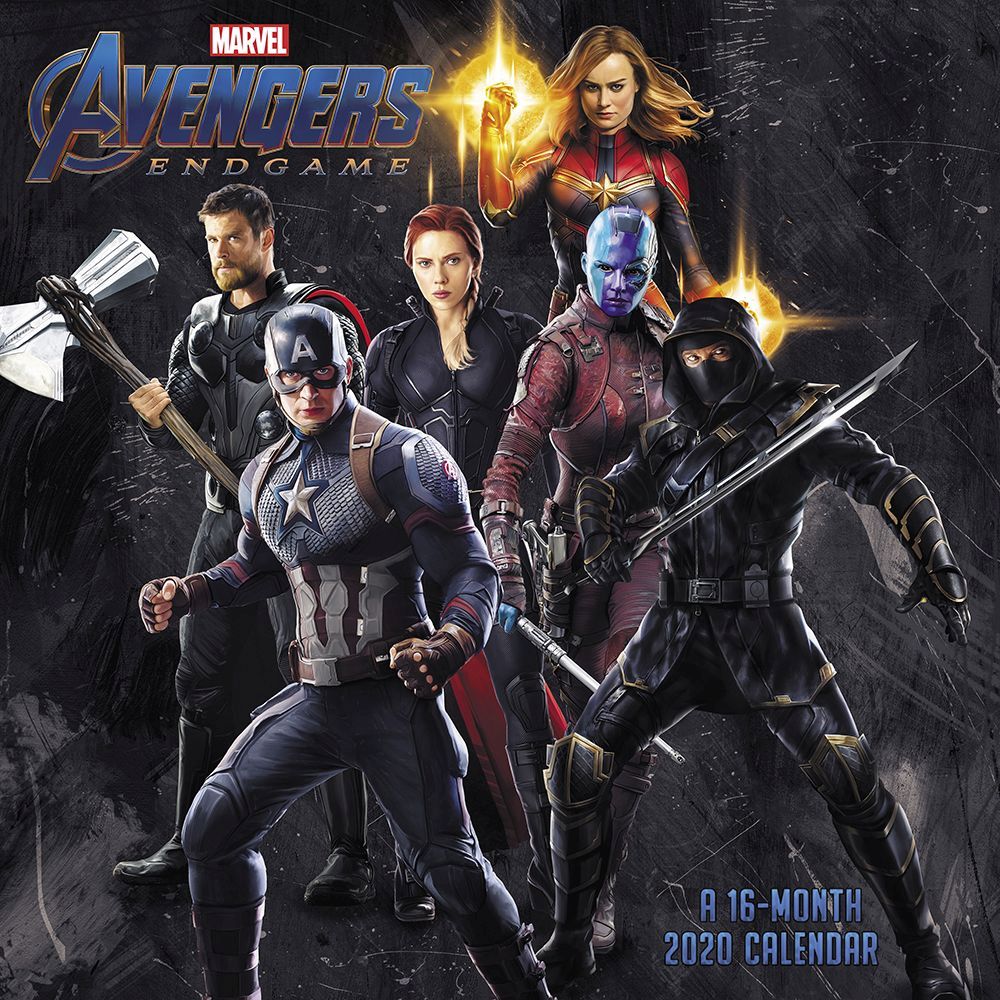 MARVEL
AVENGERS
ENDGAME
A
A 16-MONTH
2020 CALENDAR